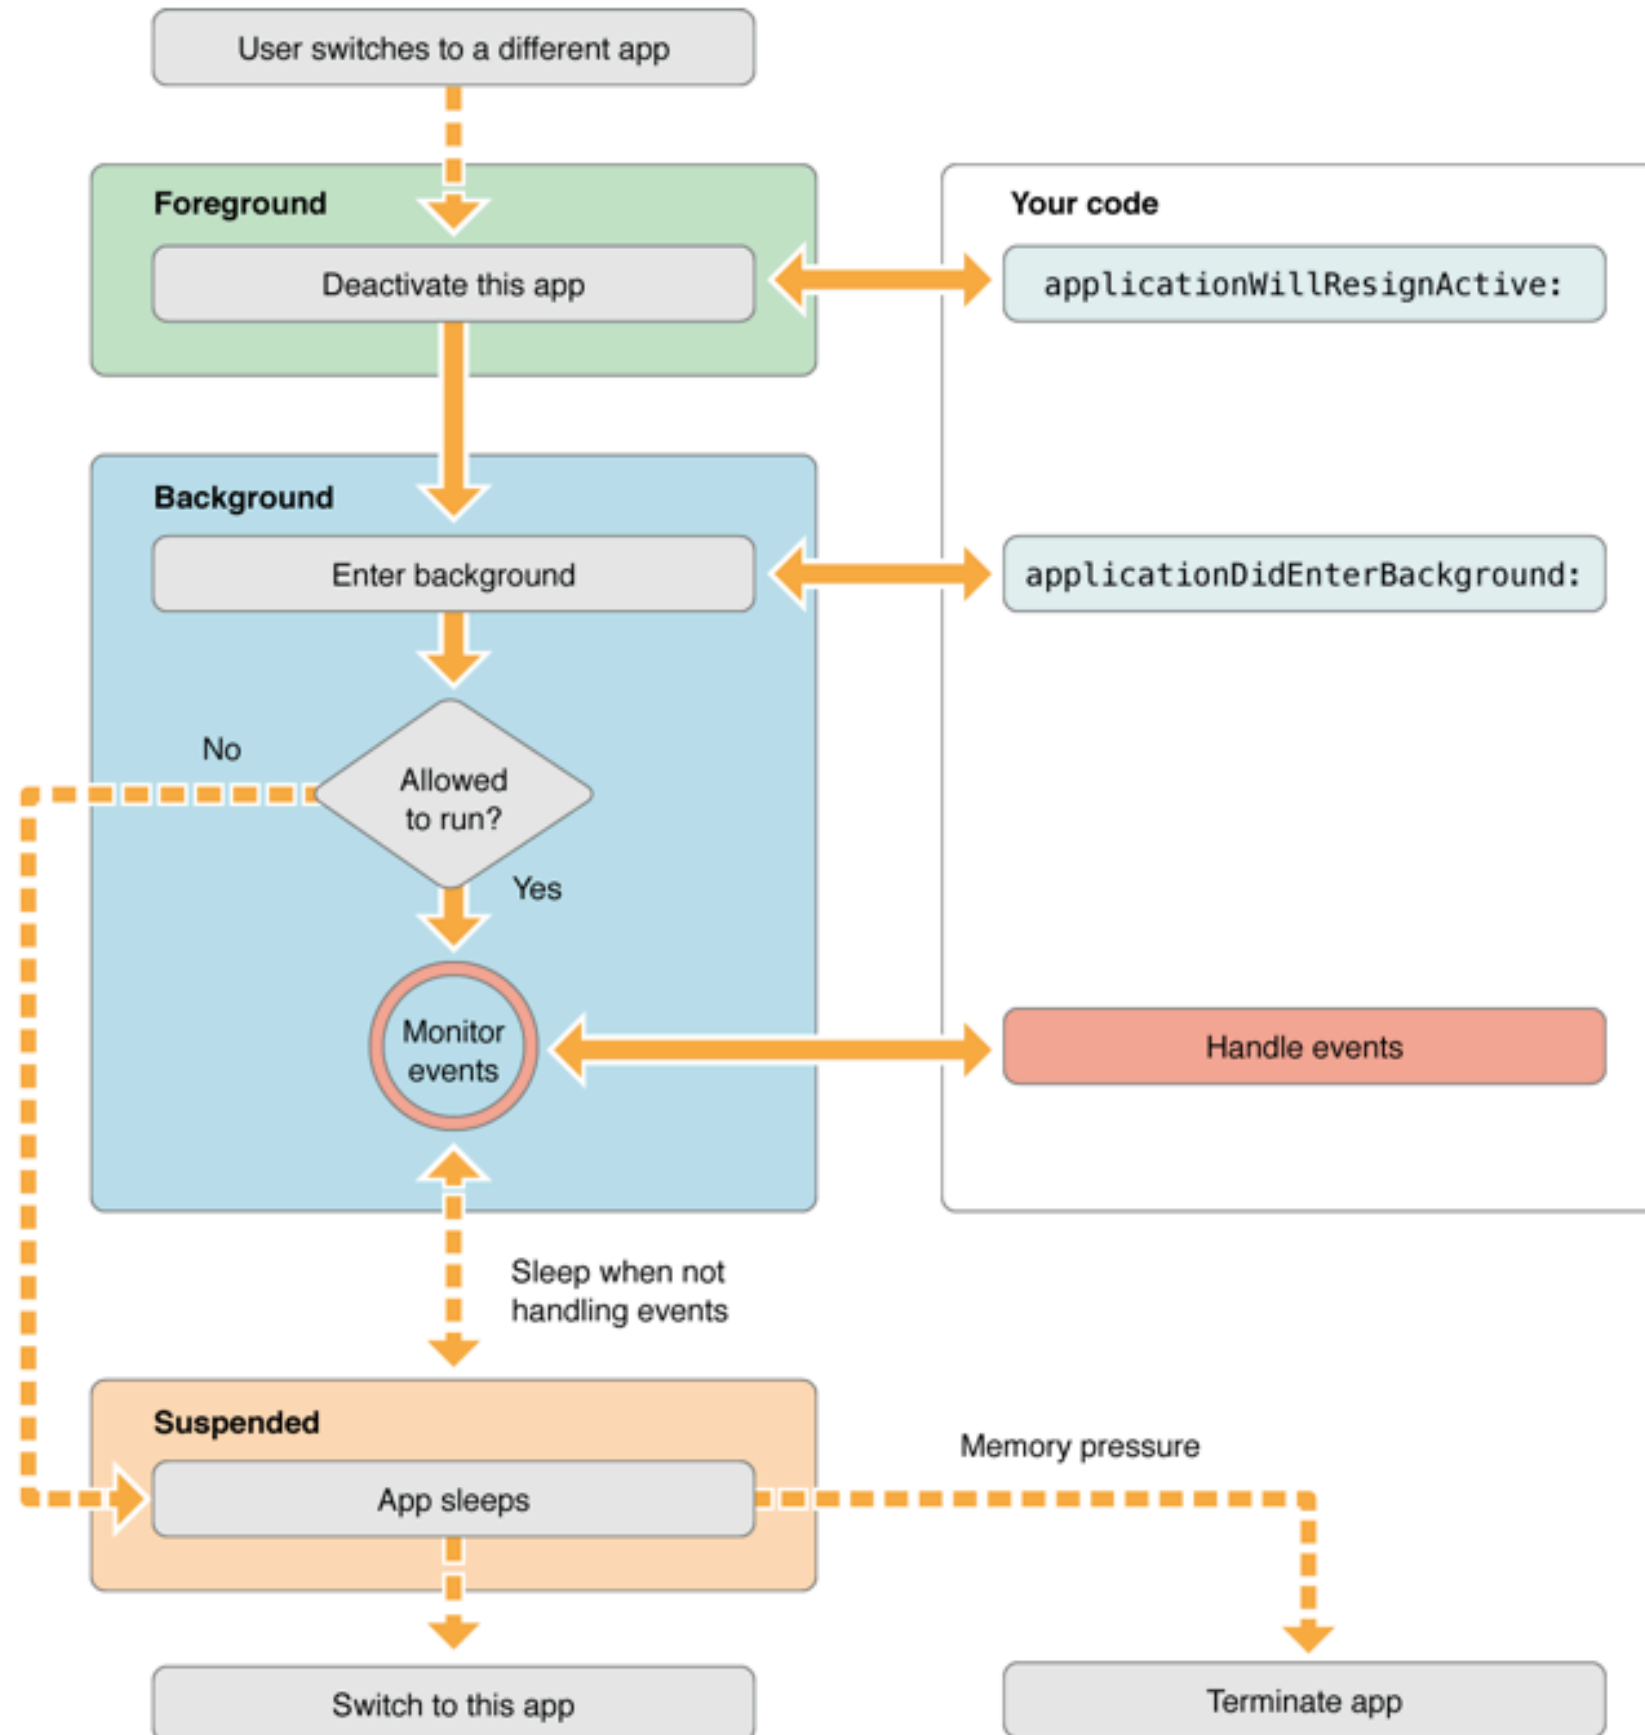 User switches to a different app
Foreground
Your code
Deactivate this app
applicationWillResignActive:
Background
Enter background
applicationDidEnterBackground:
No
Allowed
to run?
Yes
Monitor
events
Handle events
Sleep when not
handling events
Suspended
Memory pressure
App sleeps
Switch to this app
Terminate app